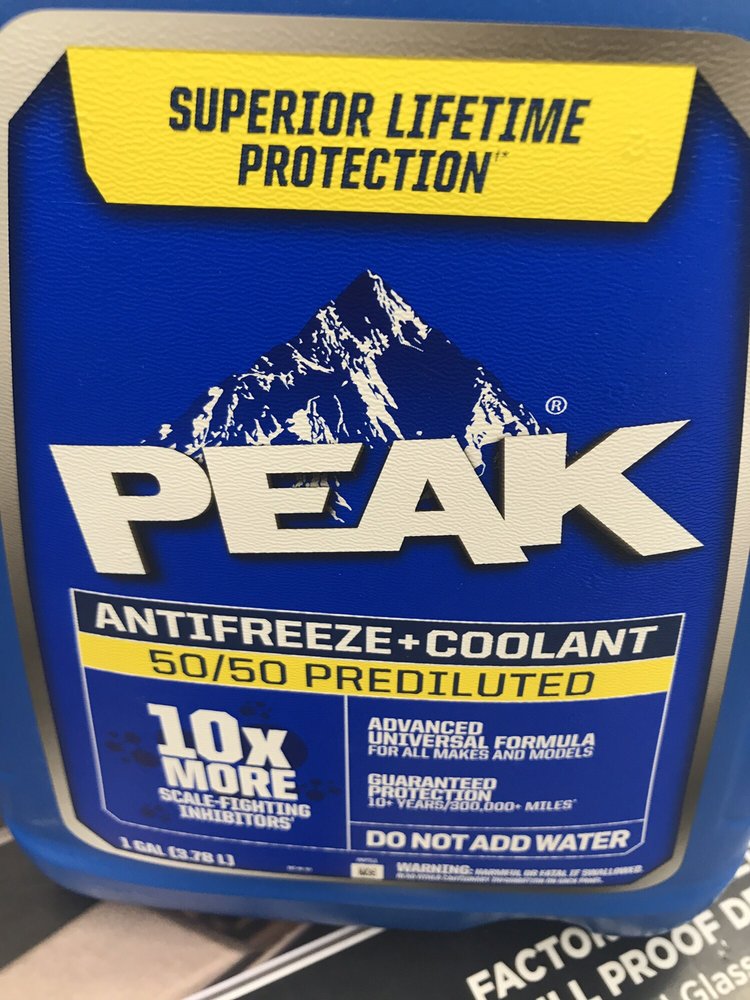 SUPERIOR LIFETIME
PROTECTION†*
®
PEAK
ANTIFREEZE+COOLANT
50/50 PREDILUTED
10x
MORE
SCALE-FIGHTING
INHIBITORS
ADVANCED
UNIVERSAL FORMULA
FOR ALL MAKES AND MODELS
GUARANTEED
PROTECTION
10+ YEARS/300,000+ MILES*
DO NOT ADD WATER
1 GAL (3.78 L)
WARNING: HARMFUL OR FATAL IF SWALLOWED.
PROOF
Glass